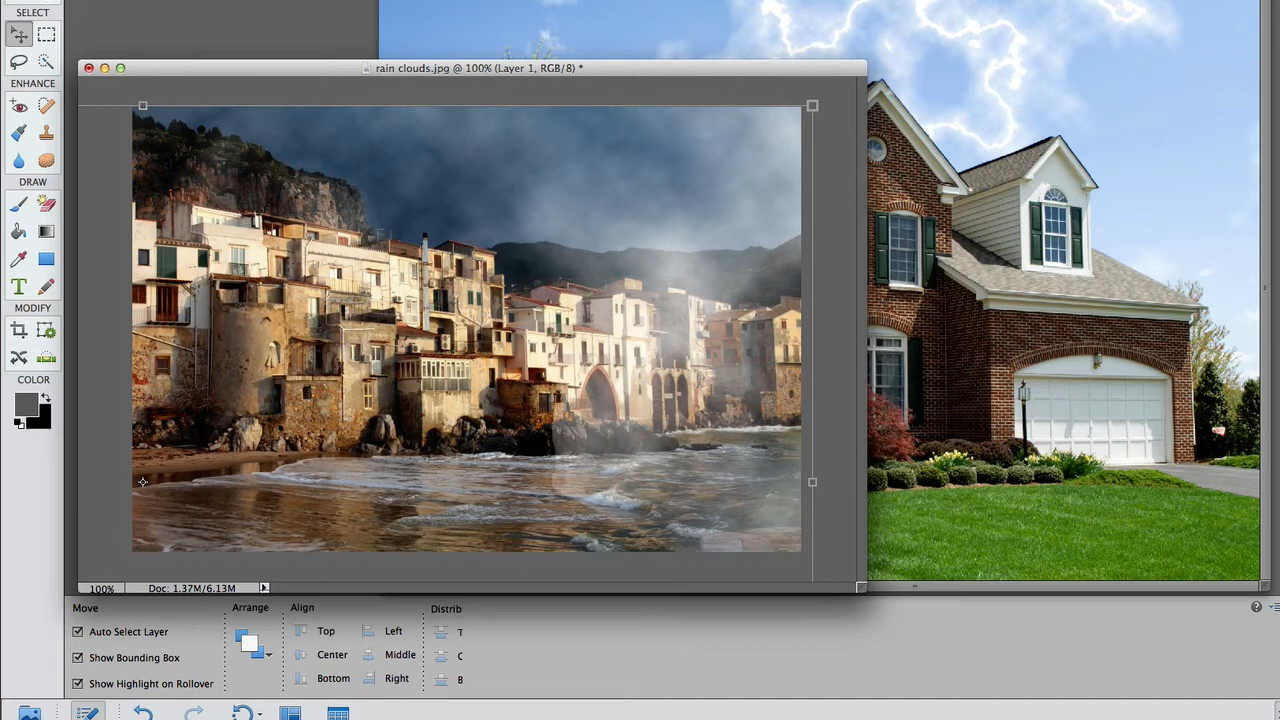 SELECT
ENHANCE
DRAW
T
MODIFY
COLOR
rain clouds.jpg @ 100% (Layer 1, RGB/8) *
100%
Doc: 1.37M/6.13M
Move
Auto Select Layer
Show Bounding Box
Show Highlight on Rollover
Arrange
Align
Top
Left
Center
Middle
Bottom
Right
Distrib
T
C
B
?